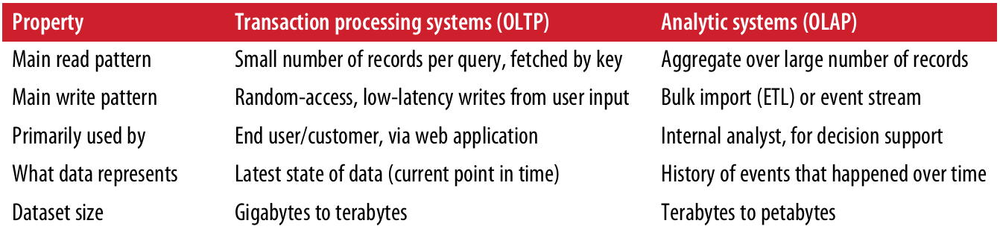 Property Transaction processing systems (OLTP) Analytic systems (OLAP)
Main read pattern Small number of records per query, fetched by key Aggregate over large number of records
Main write pattern Random-access, low-latency writes from user input Bulk import (ETL) or event stream
Primarily used by End user/customer, via web application Internal analyst, for decision support
What data represents Latest state of data (current point in time) History of events that happened over time
Dataset size Gigabytes to terabytes Terabytes to petabytes